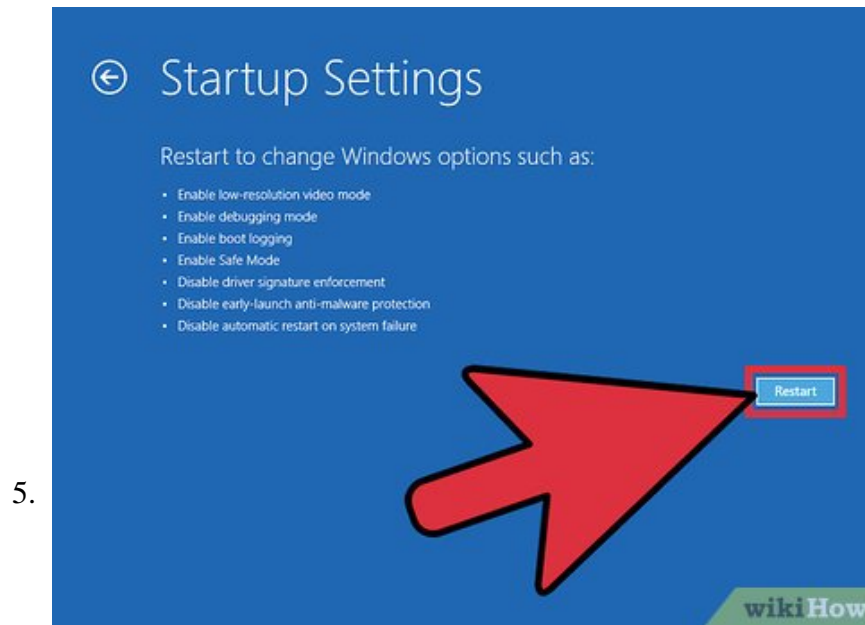 Startup Settings
Restart to change Windows options such as:
• Enable low-resolution video mode
• Enable debugging mode
• Enable boot logging
• Enable Safe Mode
• Disable driver signature enforcement
• Disable early-launch anti-malware protection
• Disable automatic restart on system failure
Restart
5.
wikiHow